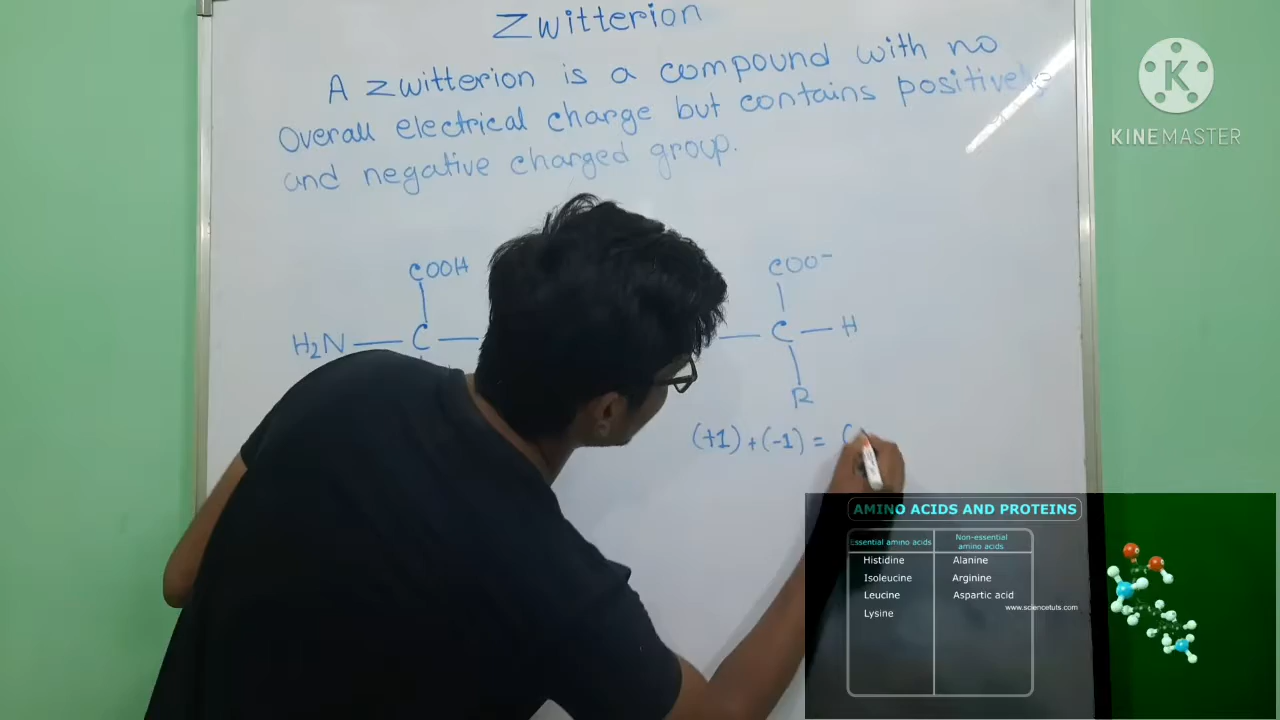 Zwitterion
A zwitterion is a compound with no
Overall electrical charge but contains positively
and negative charged group.
KINEMASTER
COOH
COO−
H2N — C —
— C — H
R
(+1) + (-1) = (
AMINO ACIDS AND PROTEINS
Essential amino acids
Non-essential
amino acids
Histidine
Alanine
Isoleucine
Arginine
Leucine
Aspartic acid
www.sciencetuts.com
Lysine